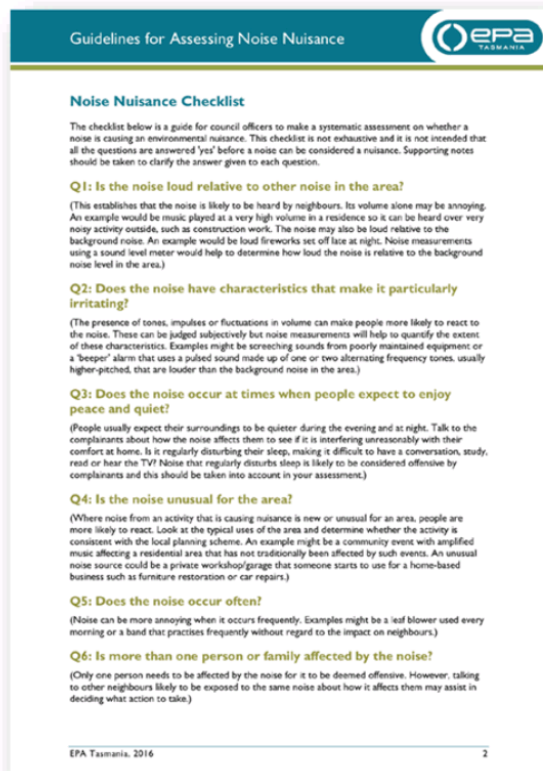 Guidelines for Assessing Noise Nuisance
epa
TASMANIA
Noise Nuisance Checklist
The checklist below is a guide for council officers to make a systematic assessment on whether a
noise is causing an environmental nuisance. This checklist is not exhaustive and it is not intended that
all the questions are answered 'yes' before a noise can be considered a nuisance. Supporting notes
should be taken to clarify the answer given to each question.
Q1: Is the noise loud relative to other noise in the area?
(This establishes that the noise is likely to be heard by neighbours. Its volume alone may be annoying.
An example would be music played at a very high volume in a residence so it can be heard over very
noisy activity outside, such as construction work. The noise may also be loud relative to the
background noise. An example would be loud fireworks set off late at night. Noise measurements
using a sound level meter would help to determine how loud the noise is relative to the background
noise level in the area.)
Q2: Does the noise have characteristics that make it particularly
irritating?
(The presence of tones, impulses or fluctuations in volume can make people more likely to react to
the noise. These can be judged subjectively but noise measurements will help to quantify the extent
of these characteristics. Examples might be screeching sounds from poorly maintained equipment or
a 'beeper' alarm that uses a pulsed sound made up of one or two alternating frequency tones, usually
higher-pitched, that are louder than the background noise in the area.)
Q3: Does the noise occur at times when people expect to enjoy
peace and quiet?
(People usually expect their surroundings to be quieter during the evening and at night. Talk to the
complainants about how the noise affects them to see if it is interfering unreasonably with their
comfort at home. Is it regularly disturbing their sleep, making it difficult to have a conversation, study,
read or hear the TV? Noise that regularly disturbs sleep is likely to be considered offensive by
complainants and this should be taken into account in your assessment.)
Q4: Is the noise unusual for the area?
(Where noise from an activity that is causing nuisance is new or unusual for an area, people are
more likely to react. Look at the typical uses of the area and determine whether the activity is
consistent with the local planning scheme. An example might be a community event with amplified
music affecting a residential area that has not traditionally been affected by such events. An unusual
noise source could be a private workshop/garage that someone starts to use for a home-based
business such as furniture restoration or car repairs.)
Q5: Does the noise occur often?
(Noise can be more annoying when it occurs frequently. Examples might be a leaf blower used every
morning or a band that practises frequently without regard to the impact on neighbours.)
Q6: Is more than one person or family affected by the noise?
(Only one person needs to be affected by the noise for it to be deemed offensive. However, talking
to other neighbours likely to be exposed to the same noise about how it affects them may assist in
deciding what action to take.)
EPA Tasmania, 2016
2